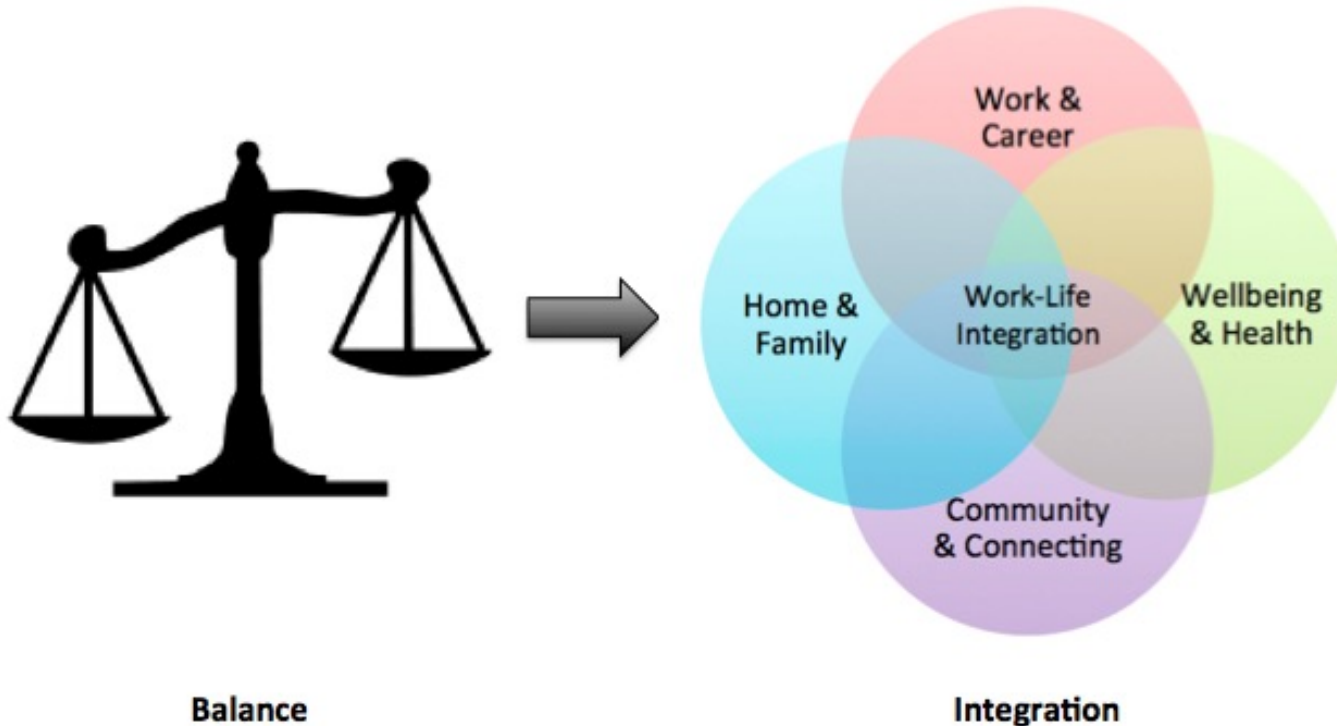 Work &
Career
Home &
Family
Work-Life
Integration
Wellbeing
& Health
Community
& Connecting
Balance
Integration